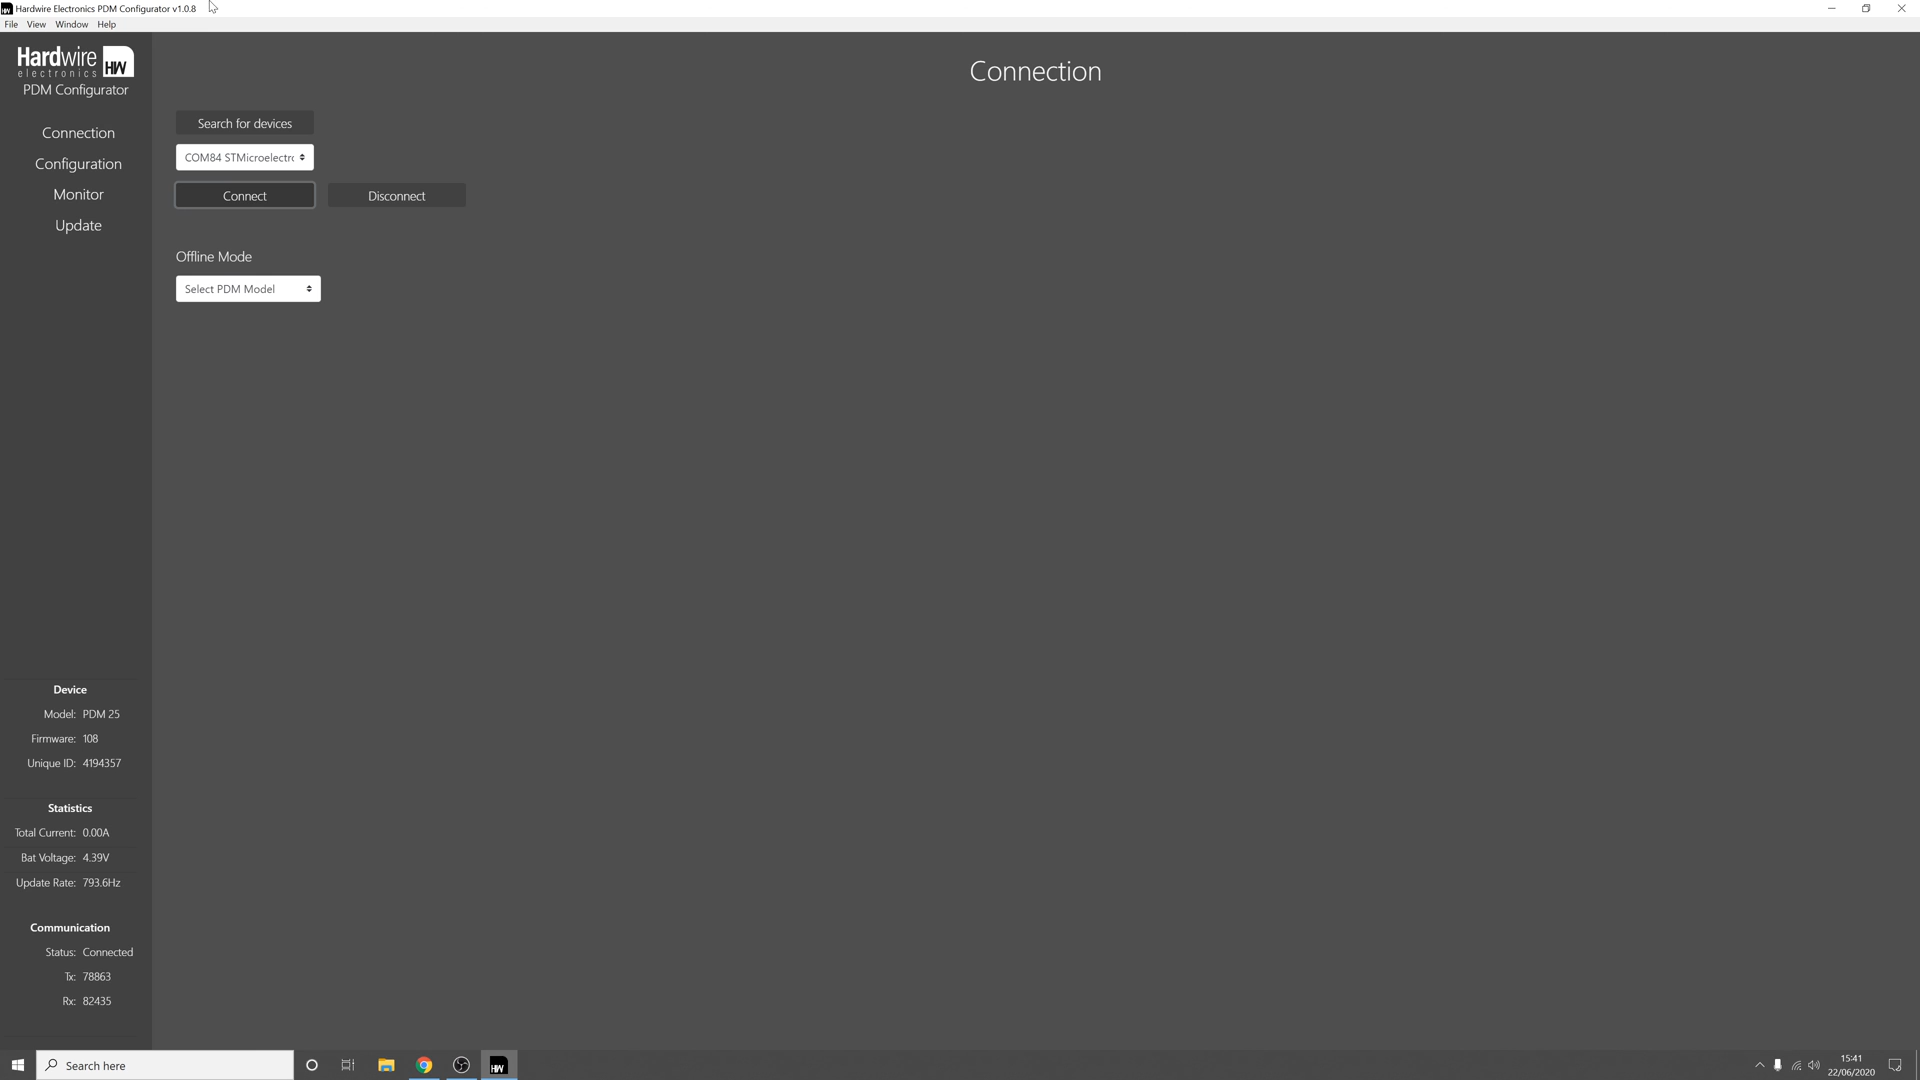 Hardwire Electronics PDM Configurator v1.0.8
File View Window Help
Hardwire
electronics
HW
PDM Configurator
Connection
Configuration
Monitor
Update
Connection
Search for devices
COM84 STMicroelectr
Connect Disconnect
Offline Mode
Select PDM Model
Device
Model: PDM 25
Firmware: 108
Unique ID: 4194357
Statistics
Total Current: 0.00A
Bat Voltage: 4.39V
Update Rate: 793.6Hz
Communication
Status: Connected
Tx: 78863
Rx: 82435
Search here
HW
15:41
22/06/2020